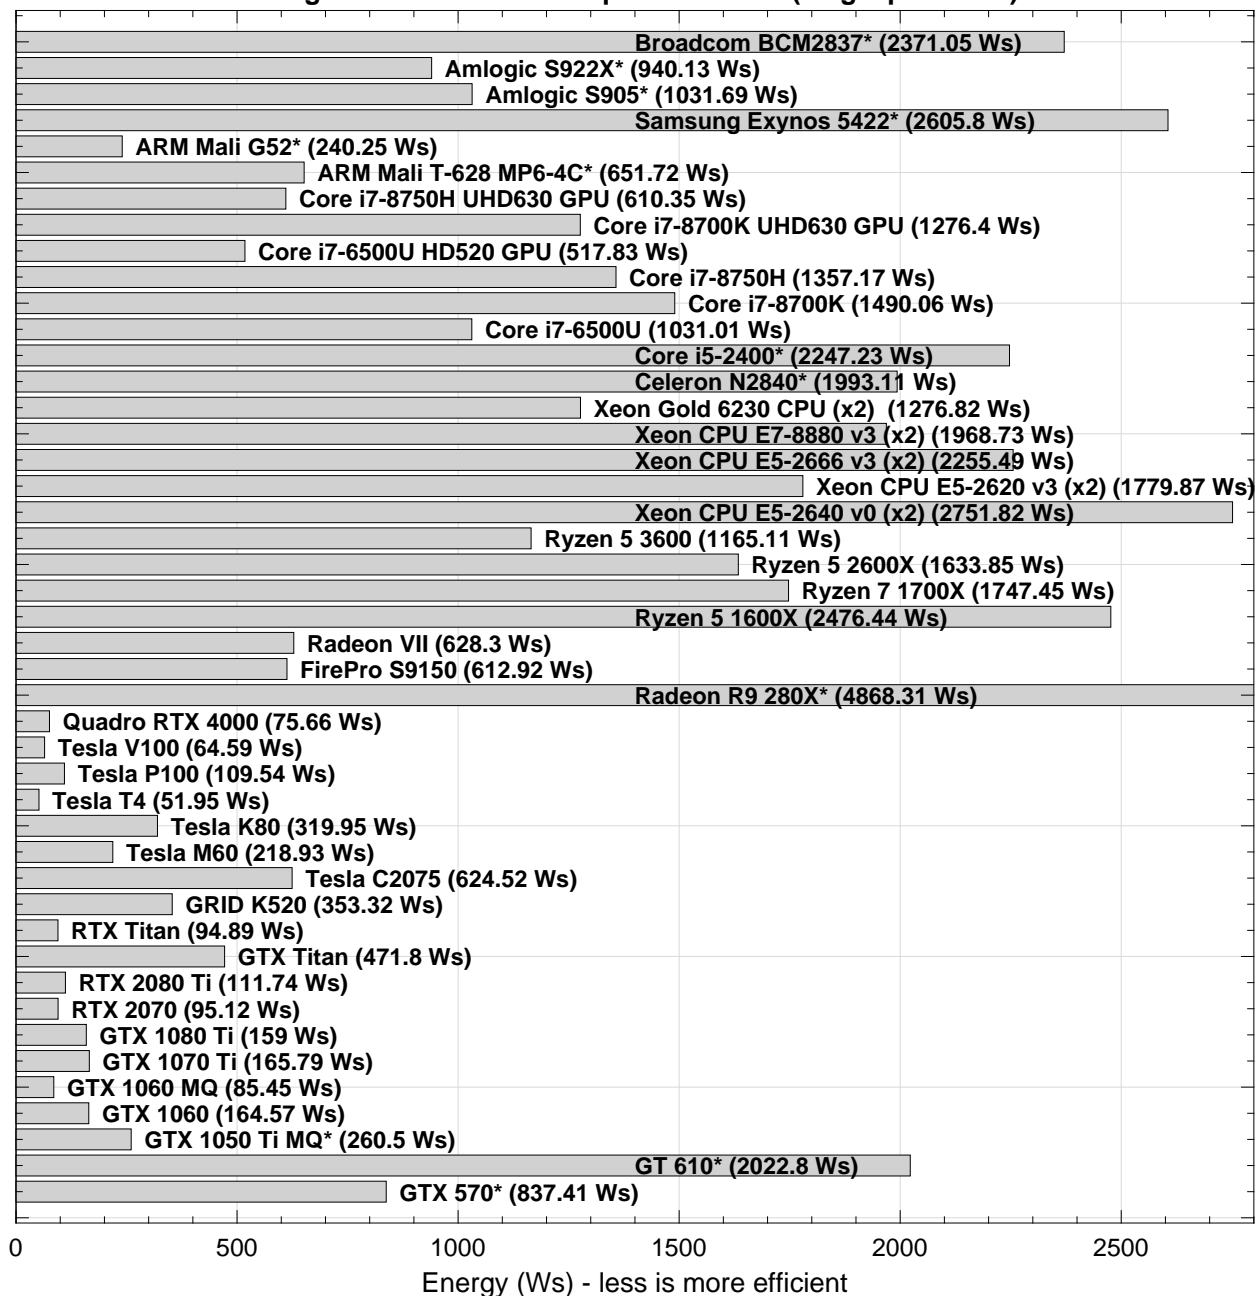 Broadcom BCM2837* (2371.05 Ws)
Amlogic S922X* (940.13 Ws)
Amlogic S905* (1031.69 Ws)
Samsung Exynos 5422* (2605.8 Ws)
ARM Mali G52* (240.25 Ws)
ARM Mali T-628 MP6-4C* (651.72 Ws)
Core i7-8750H UHD630 GPU (610.35 Ws)
Core i7-8700K UHD630 GPU (1276.4 Ws)
Core i7-6500U HD520 GPU (517.83 Ws)
Core i7-8750H (1357.17 Ws)
Core i7-8700K (1490.06 Ws)
Core i7-6500U (1031.01 Ws)
Core i5-2400* (2247.23 Ws)
Celeron N2840* (1993.11 Ws)
Xeon Gold 6230 CPU (x2)  (1276.82 Ws)
Xeon CPU E7-8880 v3 (x2) (1968.73 Ws)
Xeon CPU E5-2666 v3 (x2) (2255.49 Ws)
Xeon CPU E5-2620 v3 (x2) (1779.87 Ws)
Xeon CPU E5-2640 v0 (x2) (2751.82 Ws)
Ryzen 5 3600 (1165.11 Ws)
Ryzen 5 2600X (1633.85 Ws)
Ryzen 7 1700X (1747.45 Ws)
Ryzen 5 1600X (2476.44 Ws)
Radeon VII (628.3 Ws)
FirePro S9150 (612.92 Ws)
Radeon R9 280X* (4868.31 Ws)
Quadro RTX 4000 (75.66 Ws)
Tesla V100 (64.59 Ws)
Tesla P100 (109.54 Ws)
Tesla T4 (51.95 Ws)
Tesla K80 (319.95 Ws)
Tesla M60 (218.93 Ws)
Tesla C2075 (624.52 Ws)
GRID K520 (353.32 Ws)
RTX Titan (94.89 Ws)
GTX Titan (471.8 Ws)
RTX 2080 Ti (111.74 Ws)
RTX 2070 (95.12 Ws)
GTX 1080 Ti (159 Ws)
GTX 1070 Ti (165.79 Ws)
GTX 1060 MQ (85.45 Ws)
GTX 1060 (164.57 Ws)
GTX 1050 Ti MQ* (260.5 Ws)
GT 610* (2022.8 Ws)
GTX 570* (837.41 Ws)
0 500 1000 1500 2000 2500
Energy (Ws) - less is more efficient